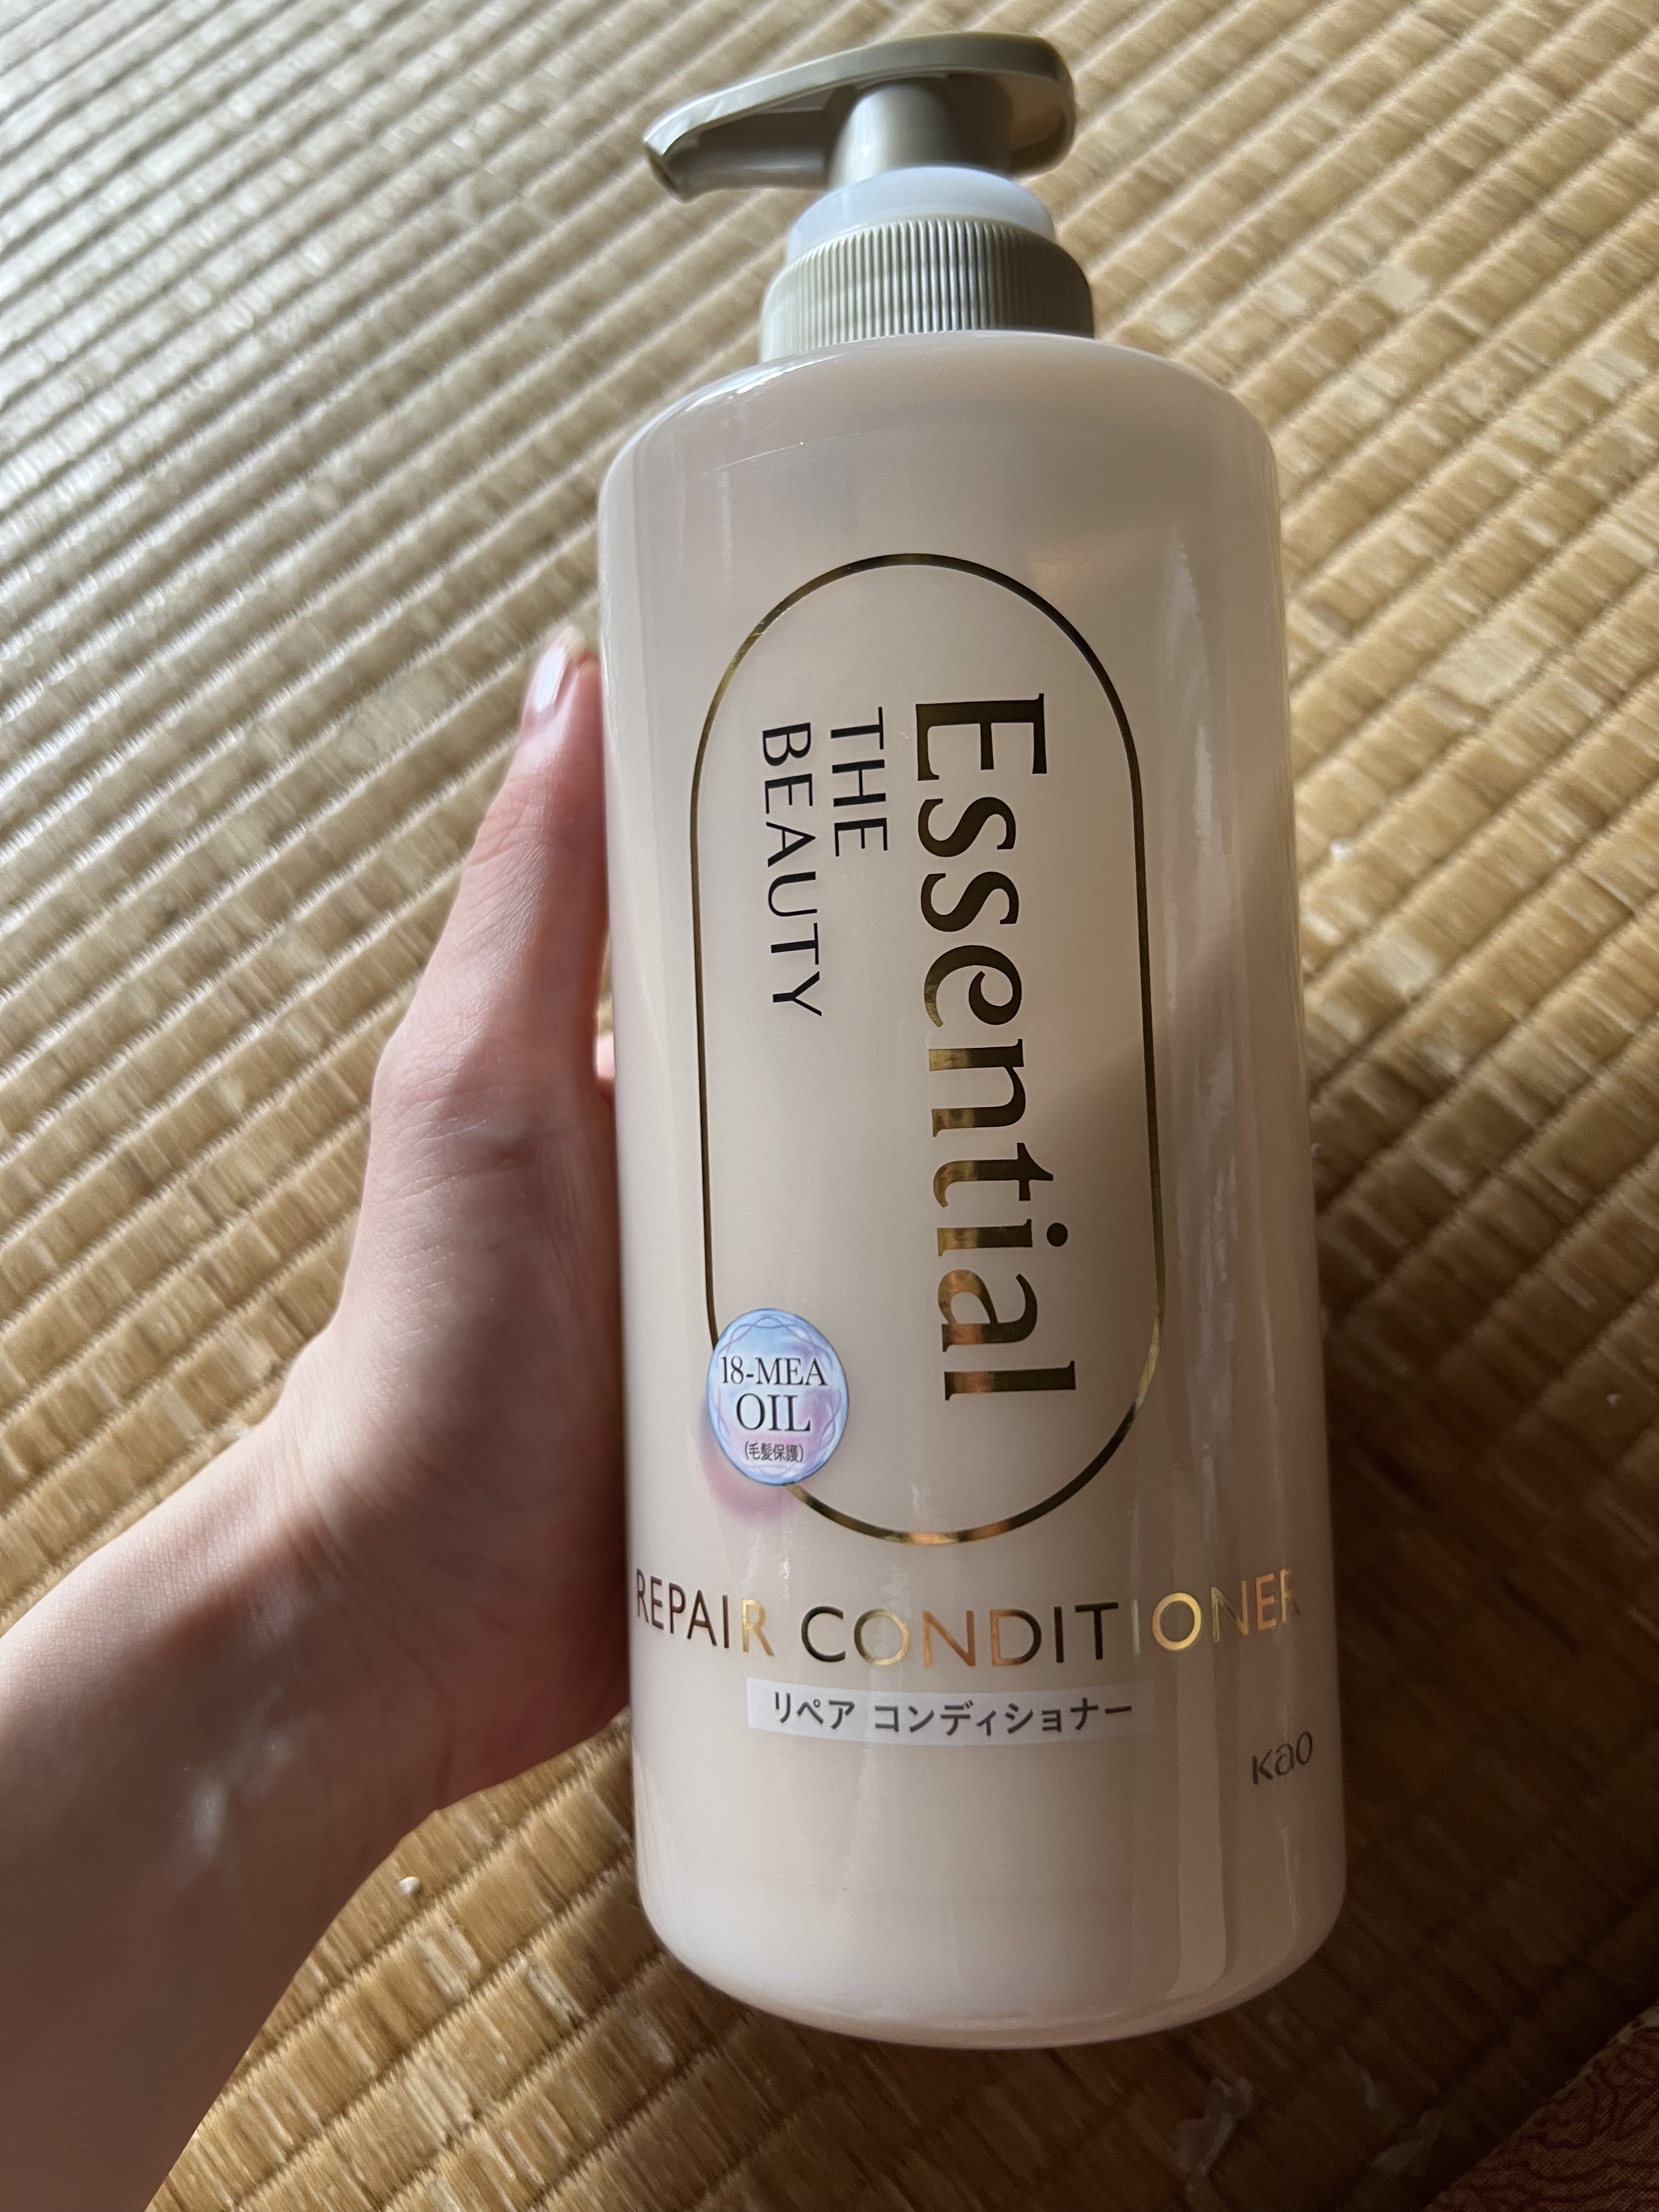 Essential
THE
BEAUTY
18-MEA
OIL
(毛髪保護)
REPAIR CONDITIONER
リペア コンディショナー
Kao